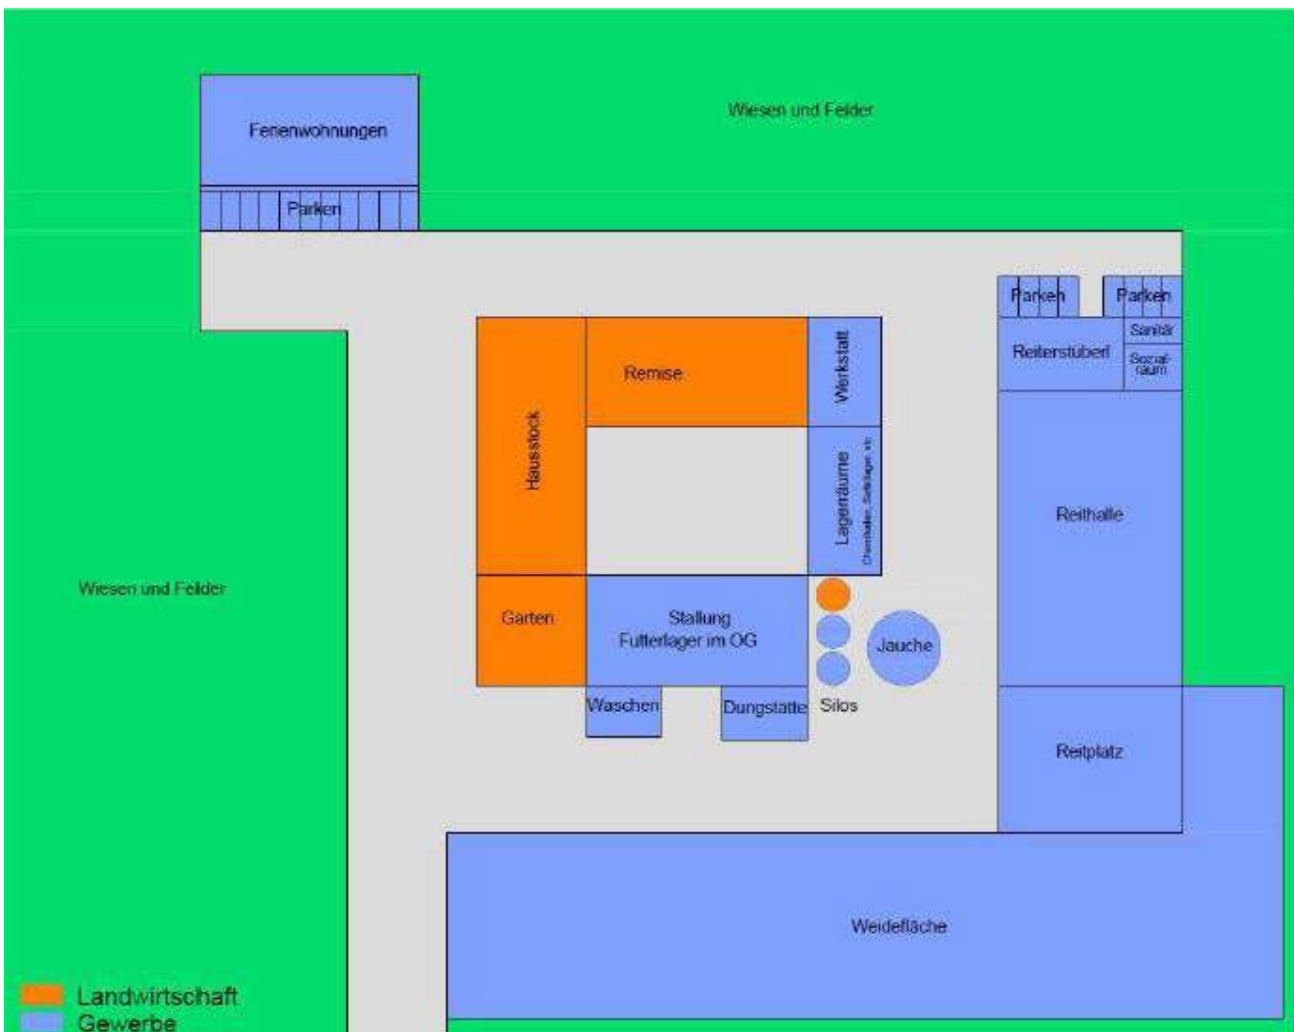 Wiesen und Felder
Ferienwohnungen
Parken
Parken
Parken
Sanitär
Reiterstüberl
Sozial-
raum
Remise
Werkstatt
Hausstock
Lagerräume
Reithalle
Wiesen und Felder
Garten
Stallung
Futterlager im OG
Jauche
Waschen
Dungstätte
Silos
Reitplatz
Weidefläche
Landwirtschaft
Gewerbe